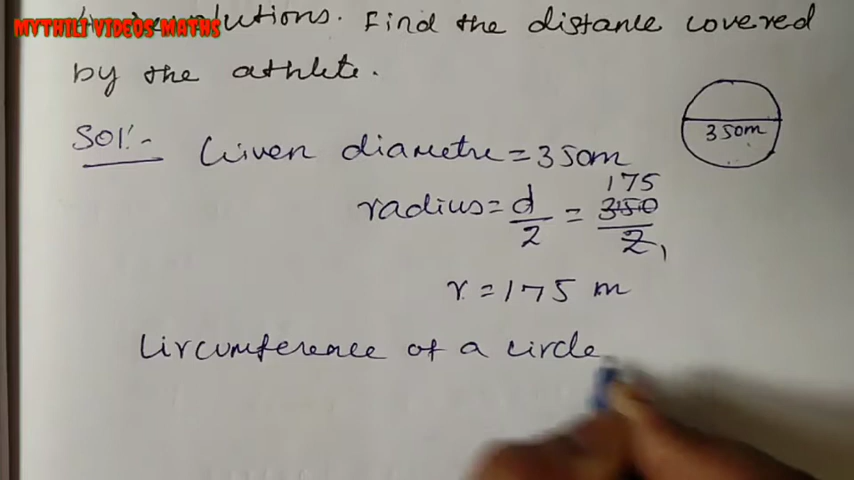 MYTHILI VIDEOS MATHS
Find the distance covered
by the athlete.
Sol:- Given diametre = 350m
350m
radius = d/2 = 350/2 175 1
r = 175 m
Circumference of a circle